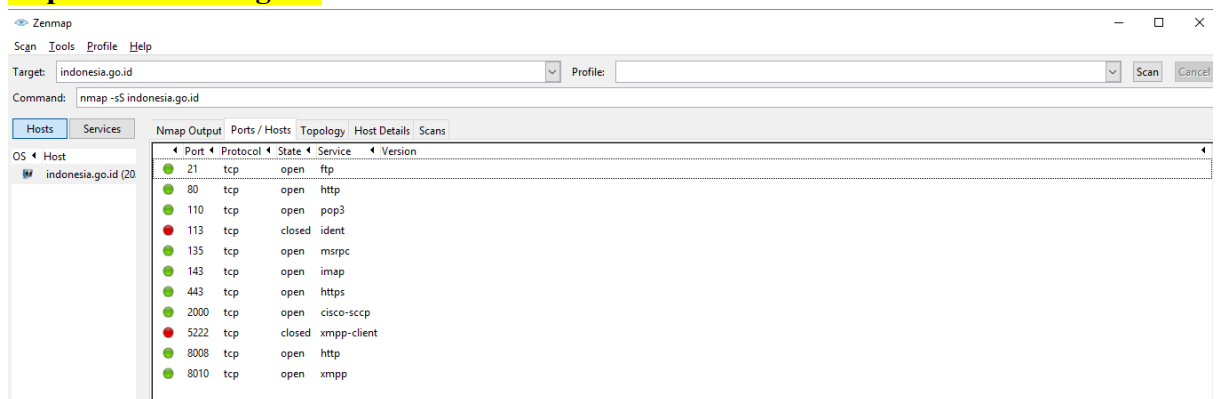 Zenmap
Scan Tools Profile Help
Target: indonesia.go.id Profile: Scan Cancel
Command: nmap -sS indonesia.go.id
Hosts Services Nmap Output Ports / Hosts Topology Host Details Scans
OS Host Port Protocol State Service Version
indonesia.go.id (20.
21 tcp open ftp
80 tcp open http
110 tcp open pop3
113 tcp closed ident
135 tcp open msrpc
143 tcp open imap
443 tcp open https
2000 tcp open cisco-sccp
5222 tcp closed xmpp-client
8008 tcp open http
8010 tcp open xmpp